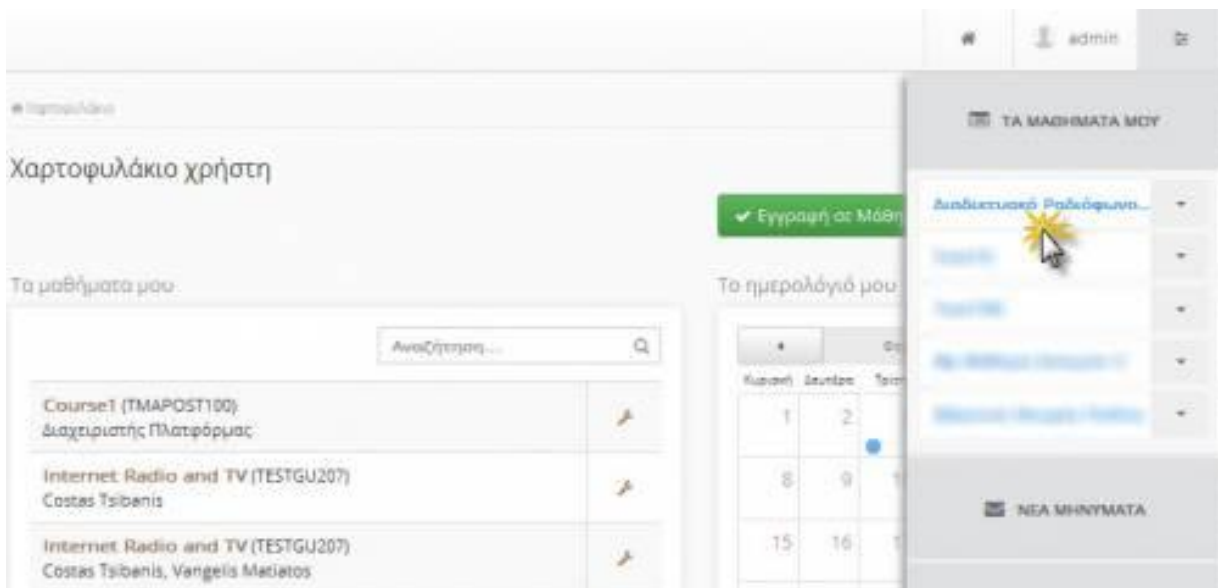 admin
Χαρτοφυλάκιο
ΤΑ ΜΑΘΗΜΑΤΑ ΜΟΥ
Χαρτοφυλάκιο χρήστη
Εγγραφή σε Μάθη
Διαδικτυακό Ραδιόφωνο...
Τα μαθήματα μου
Το ημερολόγιό μου
Αναζήτηση...
Κυριακή Δευτέρα
Course1 (TMAPOST100)
Διαχειριστής Πλατφόρμας
1 2
Internet Radio and TV (TESTGU207)
Costas Tsibanis
8 9
ΝΕΑ ΜΗΝΥΜΑΤΑ
Internet Radio and TV (TESTGU207)
Costas Tsibanis, Vangelis Matiatos
15 16